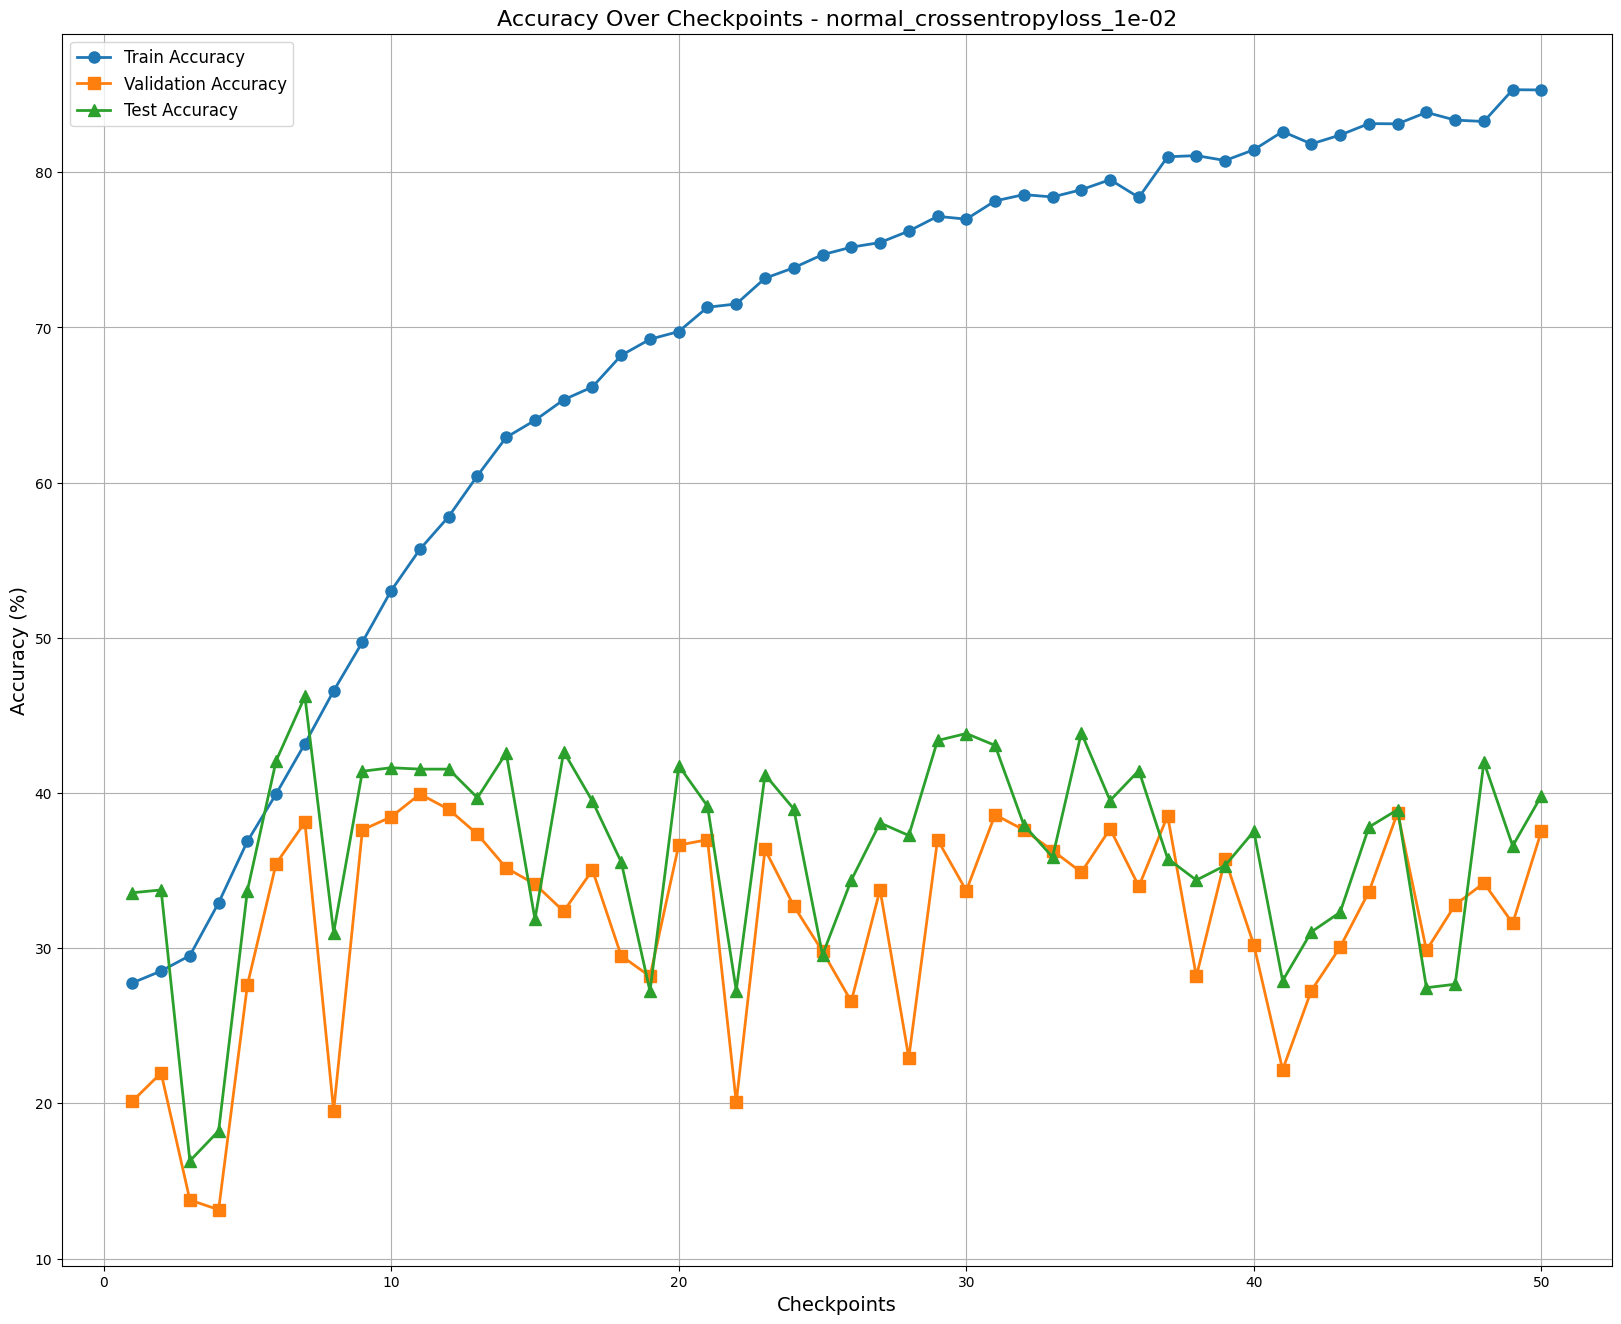 Accuracy Over Checkpoints - normal_crossentropyloss_1e-02
Train Accuracy
Validation Accuracy
Test Accuracy
Accuracy (%)
80
70
60
50
40
30
20
10
0 10 20 30 40 50
Checkpoints